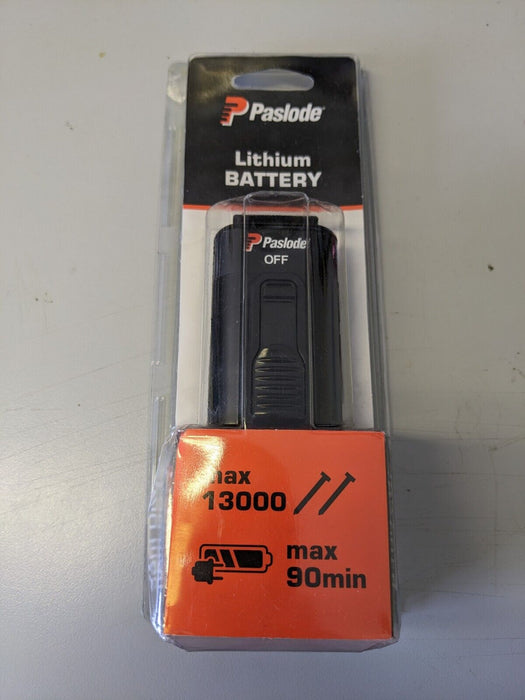 Paslode
Lithium
BATTERY
Paslode
OFF
max
13000
max
90min